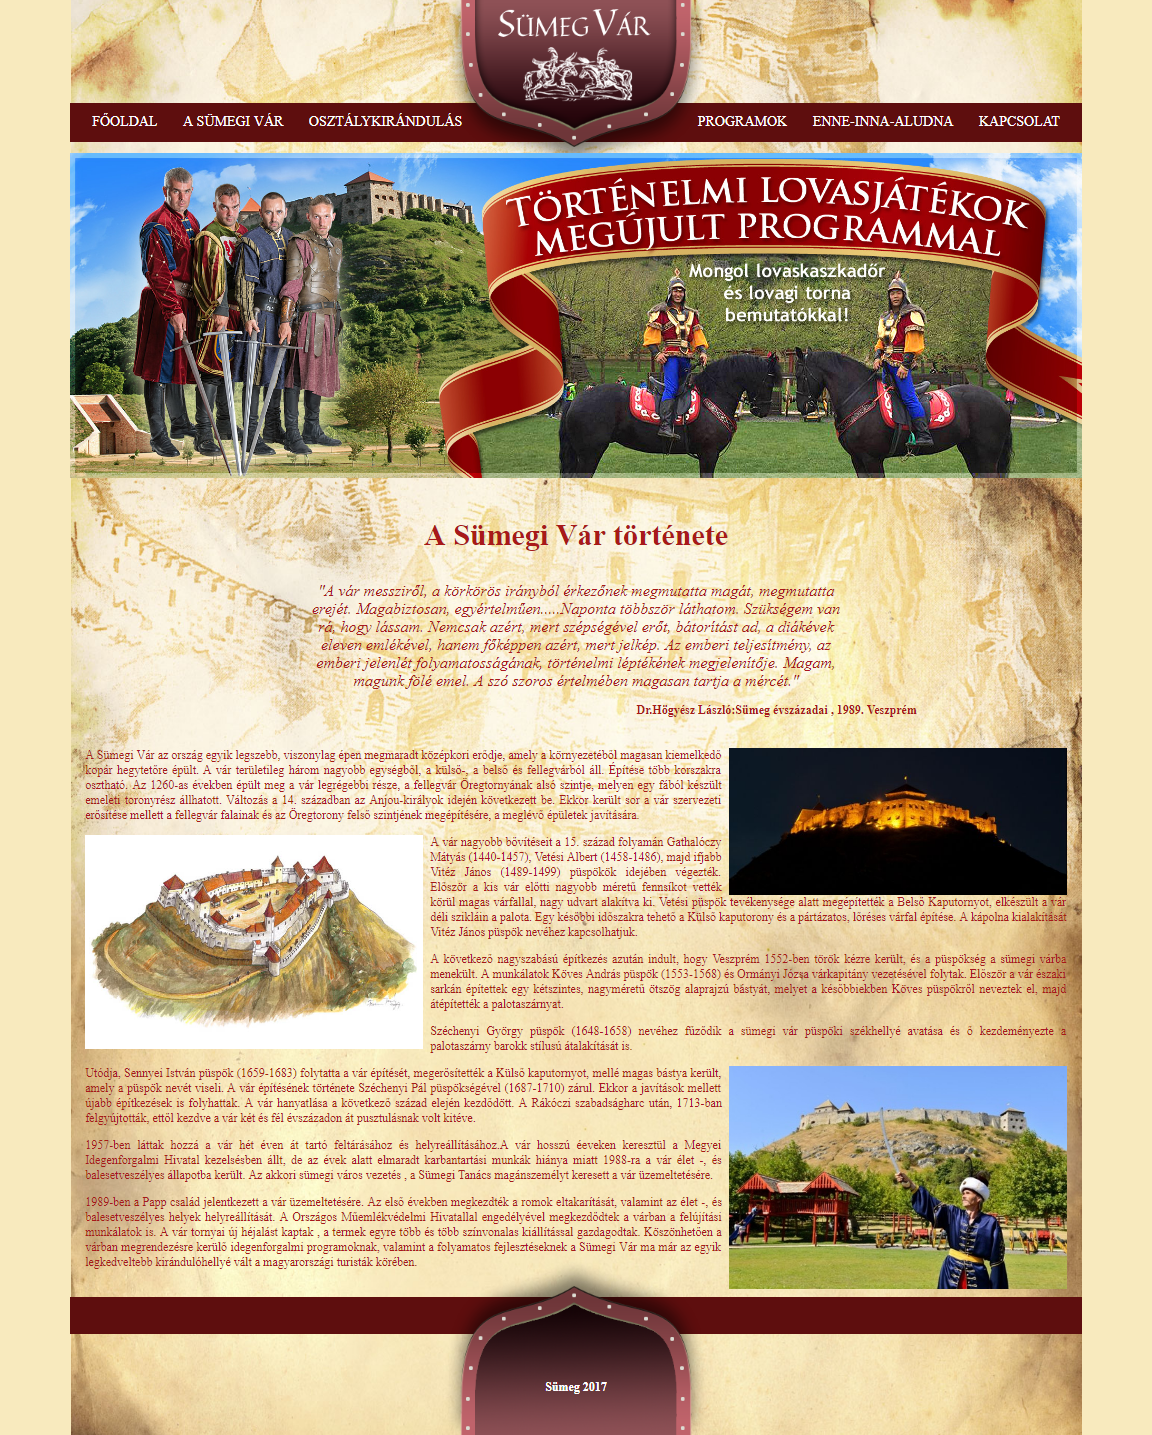 SÜMEG VÁR
FŐOLDAL A SÜMEGI VÁR OSZTÁLYKIRÁNDULÁS PROGRAMOK ENNE-INNA-ALUDNA KAPCSOLAT
TÖRTÉNELMI LOVASJÁTÉKOK
MEGÚJULT PROGRAMMAL
Mongol lovaskaszkadőr
és lovagi torna
bemutatókkal!
A Sümegi Vár története
"A vár messziről, a körkörös irányból érkezőnek megmutatta magát, megmutatta
erejét. Magabiztosan, egyértelműen.....Naponta többször láthatom. Szükségem van
rá, hogy lássam. Nemcsak azért, mert szépségével erőt, bátorítást ad, a diákévek
eleven emlékével, hanem főképpen azért, mert jelkép. Az emberi teljesítmény, az
emberi jelenlét folyamatosságának, történelmi léptékének megjelenítője. Magam,
magunk fölé emel. A szó szoros értelmében magasan tartja a mércét."
Dr.Högyész László:Sümeg évszázadai , 1989. Veszprém
A Sümegi Vár az ország egyik legszebb, viszonylag épen megmaradt középkori erődje, amely a környezetéből magasan kiemelkedő
kopár hegytetőre épült. A vár területileg három nagyobb egységből, a külső-, a belső és fellegvárból áll. Építése több korszakra
osztható. Az 1260-as években épült meg a vár legrégebbi része, a fellegvár Öregtornyának alsó szintje, melyen egy fából készült
emeleti toronyrész állhatott. Változás a 14. században az Anjou-királyok idején következett be. Ekkor került sor a vár szervezeti
erősítése mellett a fellegvár falainak és az Öregtorony felső szintjének megépítésére, a meglévő épületek javítására.
A vár nagyobb bővítéseit a 15. század folyamán Gathalóczy
Mátyás (1440-1457), Vetési Albert (1458-1486), majd ifjabb
Vitéz János (1489-1499) püspökök idejében végezték.
Először a kis vár előtti nagyobb méretű fennsíkot vették
körül magas várfallal, nagy udvart alakítva ki. Vetési püspök tevékenysége alatt megépítették a Belső Kaputornyot, elkészült a vár
déli szikláin a palota. Egy későbbi időszakra tehető a Külső kaputorony és a pártázatos, lőréses várfal építése. A kápolna kialakítását
Vitéz János püspök nevéhez kapcsolhatjuk.
A következő nagyszabású építkezés azután indult, hogy Veszprém 1552-ben török kézre került, és a püspökség a sümegi várba
menekült. A munkálatok Köves András püspök (1553-1568) és Ormányi Józsa várkapitány vezetésével folytak. Először a vár északi
sarkán építettek egy kétszintes, nagyméretű ötszög alaprajzú bástyát, melyet a későbbiekben Köves püspökről neveztek el, majd
átépítették a palotaszárnyat.
Széchenyi György püspök (1648-1658) nevéhez fűződik a sümegi vár püspöki székhellyé avatása és ő kezdeményezte a
palotaszárny barokk stílusú átalakítását is.
Utódja, Sennyei István püspök (1659-1683) folytatta a vár építését, megerősítették a Külső kaputornyot, mellé magas bástya került,
amely a püspök nevét viseli. A vár építésének története Széchenyi Pál püspökségével (1687-1710) zárul. Ekkor a javítások mellett
újabb építkezések is folyhattak. A vár hanyatlása a következő század elején kezdődött. A Rákóczi szabadságharc után, 1713-ban
felgyújtották, ettől kezdve a vár két és fél évszázadon át pusztulásnak volt kitéve.
1957-ben láttak hozzá a vár hét éven át tartó feltárásához és helyreállításához.A vár hosszú éeveken keresztül a Megyei
Idegenforgalmi Hivatal kezelsésben állt, de az évek alatt elmaradt karbantartási munkák hiánya miatt 1988-ra a vár élet -, és
balesetveszélyes állapotba került. Az akkori sümegi város vezetés , a Sümegi Tanács magánszemélyt keresett a vár üzemeltetésére.
1989-ben a Papp család jelentkezett a vár üzemeltetésére. Az első években megkezdték a romok eltakarítását, valamint az élet -, és
balesetveszélyes helyek helyreállítását. A Országos Műemlékvédelmi Hivatallal engedélyével megkezdődtek a várban a felújítási
munkálatok is. A vár tornyai új héjalást kaptak , a termek egyre több és több színvonalas kiállítással gazdagodtak. Köszönhetően a
várban megrendezésre kerülő idegenforgalmi programoknak, valamint a folyamatos fejlesztéseknek a Sümegi Vár ma már az egyik
legkedveltebb kirándulóhellyé vált a magyarországi turisták körében.
Sümeg 2017